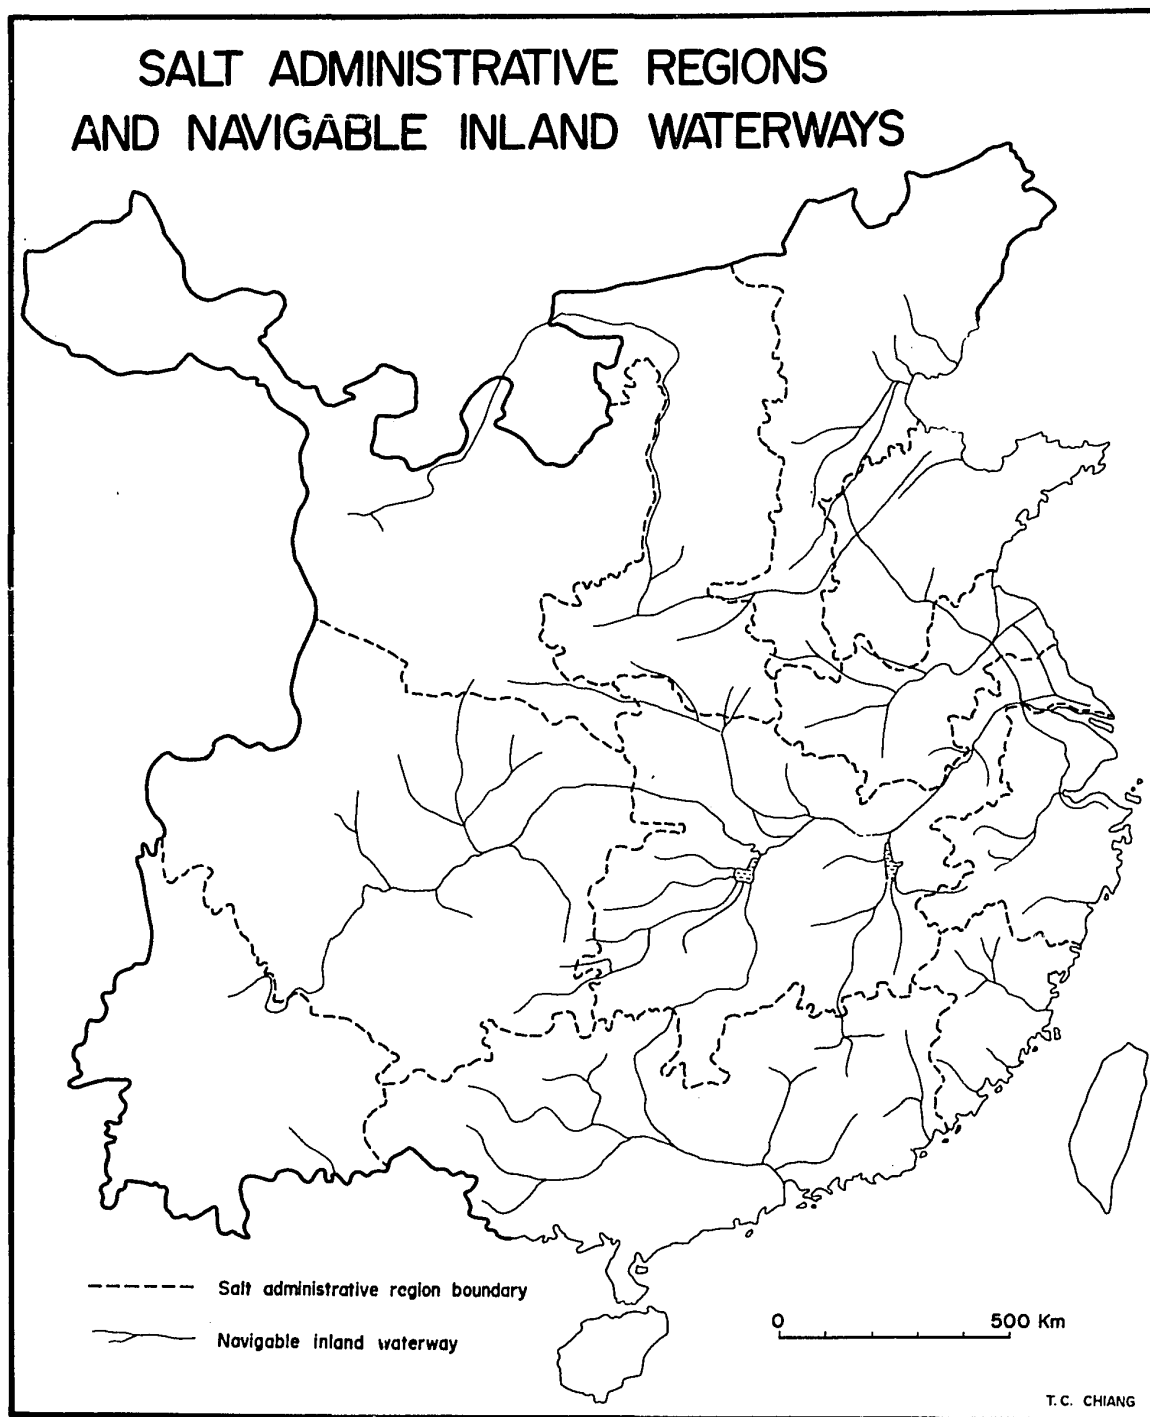 SALT ADMINISTRATIVE REGIONS
AND NAVIGABLE INLAND WATERWAYS
Salt administrative region boundary
Navigable inland waterway
0 500 Km
T. C. CHIANG